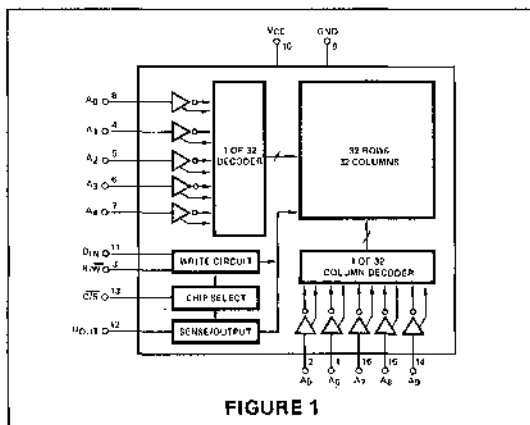 VCC GND
10 9
A0 8
A1 4
A2 5
A3 6
A4 7
1 OF 32
DECODER
32 ROWS
32 COLUMNS
DIN 11
R/W 3
WRITE CIRCUIT
C/S 13
CHIP SELECT
DOUT 12
SENSE/OUTPUT
1 OF 32
COLUMN DECODER
2 1 16 15 14
A5 A6 A7 A8 A9
FIGURE 1